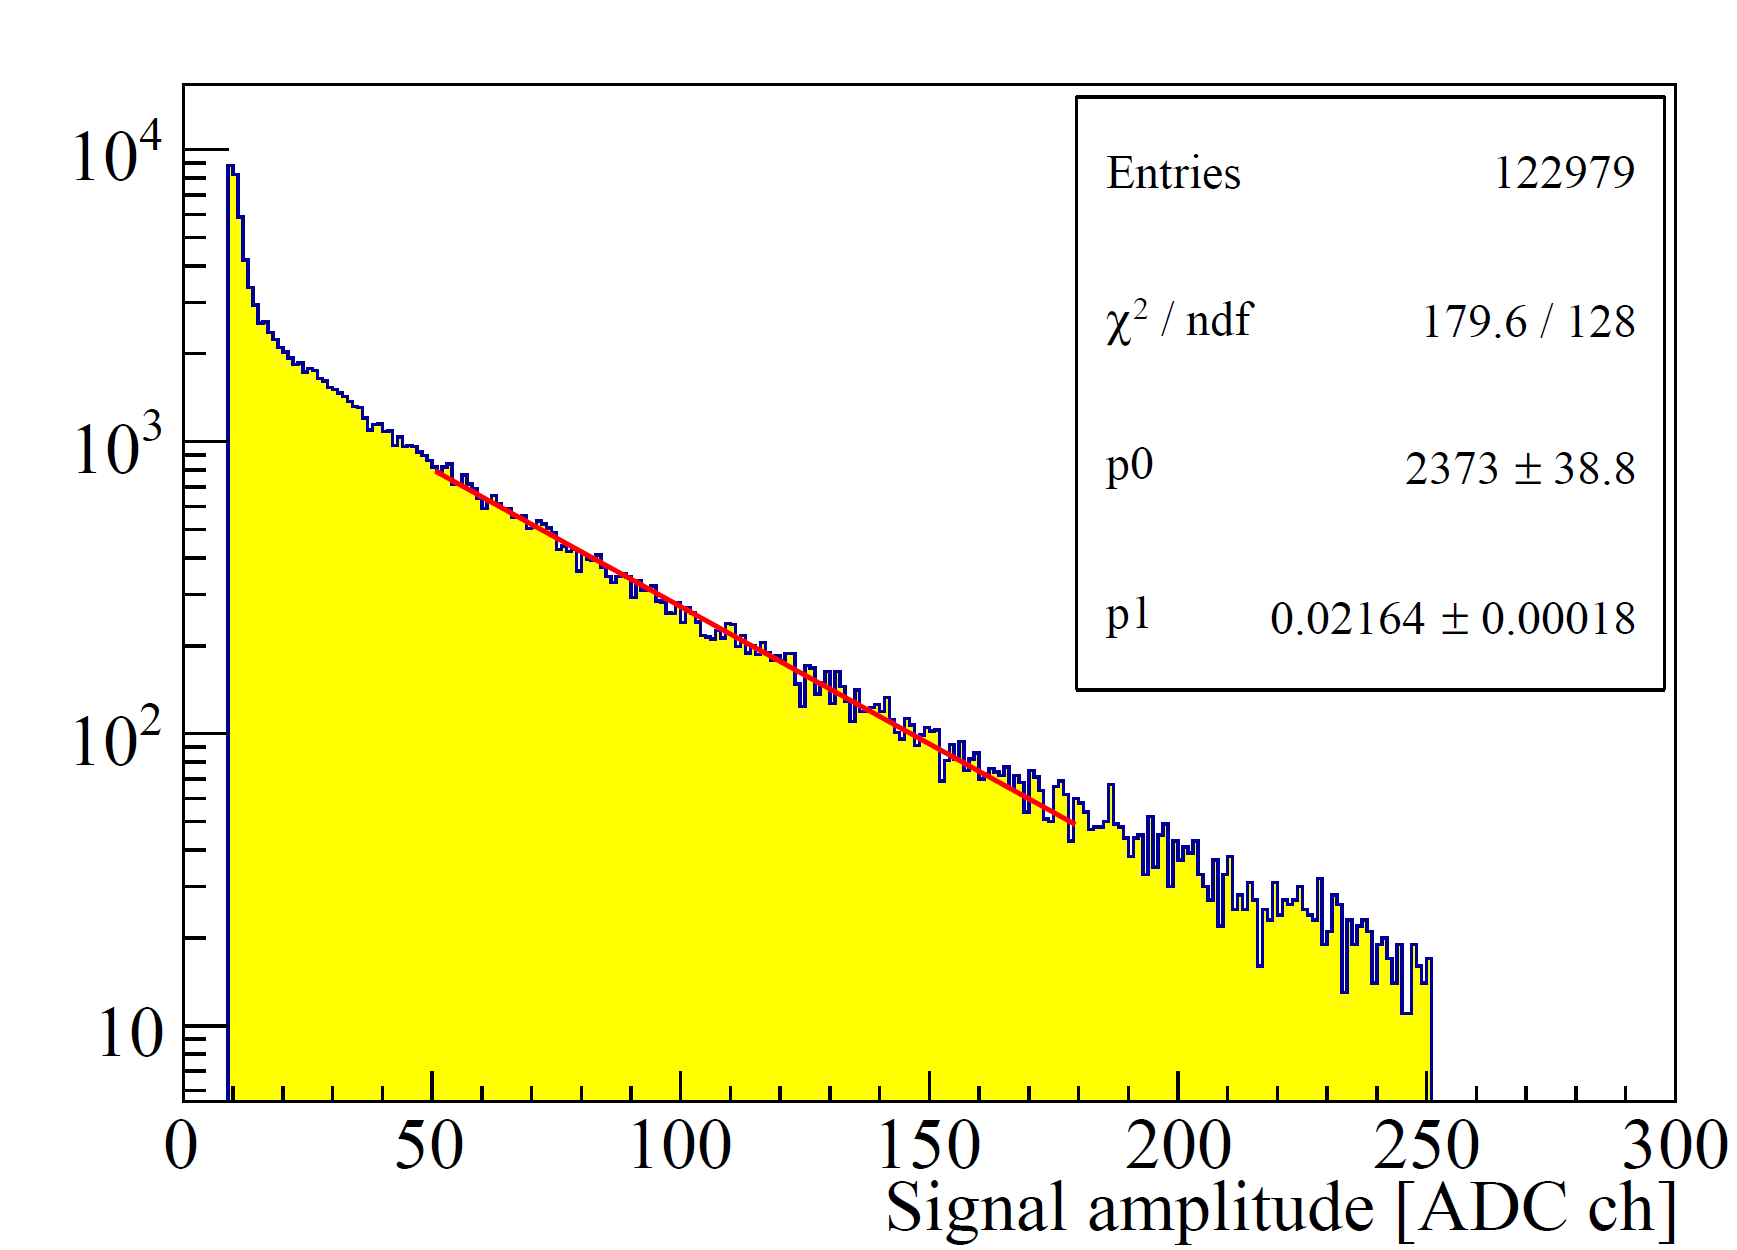 Entries 122979
χ² / ndf 179.6 / 128
p0 2373 ± 38.8
p1 0.02164 ± 0.00018
10⁴
10³
10²
10
0 50 100 150 200 250 300
Signal amplitude [ADC ch]